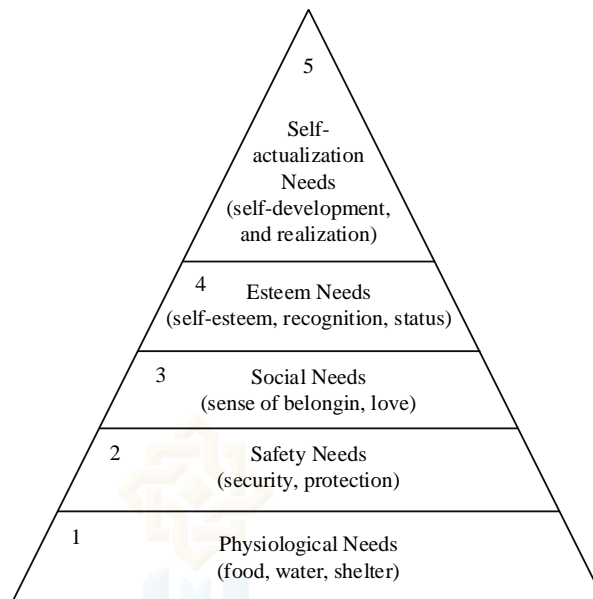 5
Self-
actualization
Needs
(self-development,
and realization)
4
Esteem Needs
(self-esteem, recognition, status)
3
Social Needs
(sense of belongin, love)
2
Safety Needs
(security, protection)
1
Physiological Needs
(food, water, shelter)